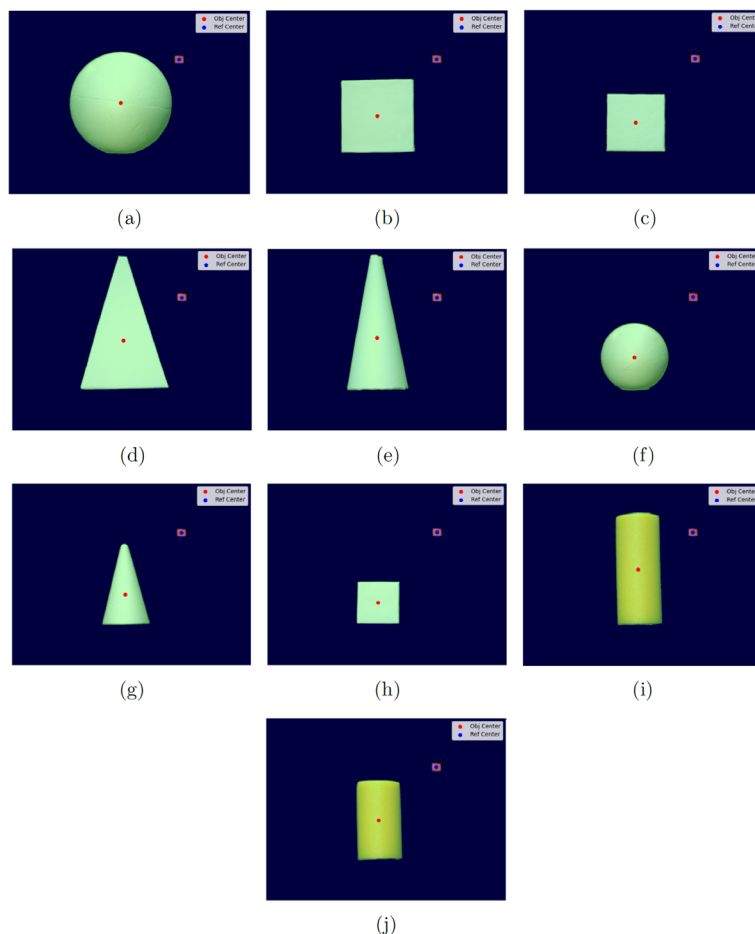 Obj Center
Ref Center
Obj Center
Ref Center
Obj Center
Ref Center
(a)
(b)
(c)
Obj Center
Ref Center
Obj Center
Ref Center
Obj Center
Ref Center
(d)
(e)
(f)
Obj Center
Ref Center
Obj Center
Ref Center
Obj Center
Ref Center
(g)
(h)
(i)
Obj Center
Ref Center
(j)